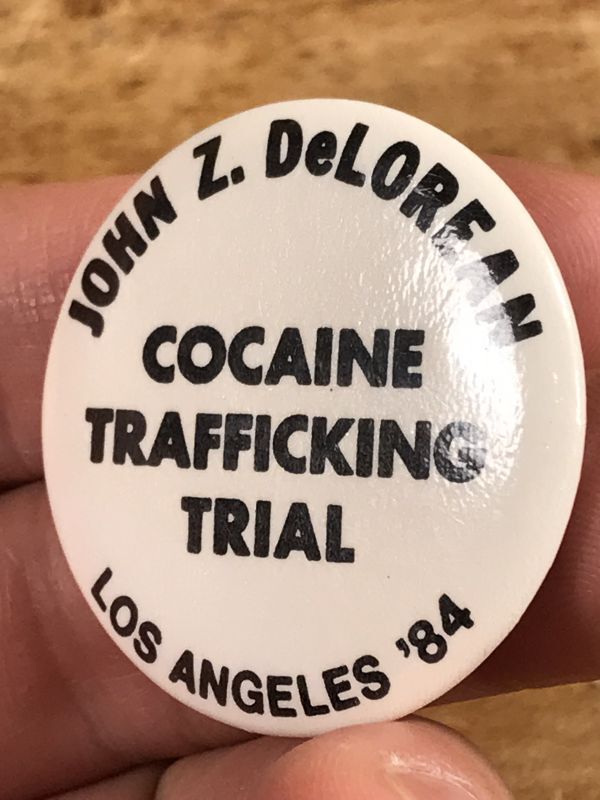 JOHN Z. DeLOREAN
COCAINE
TRAFFICKING
TRIAL
LOS ANGELES '84